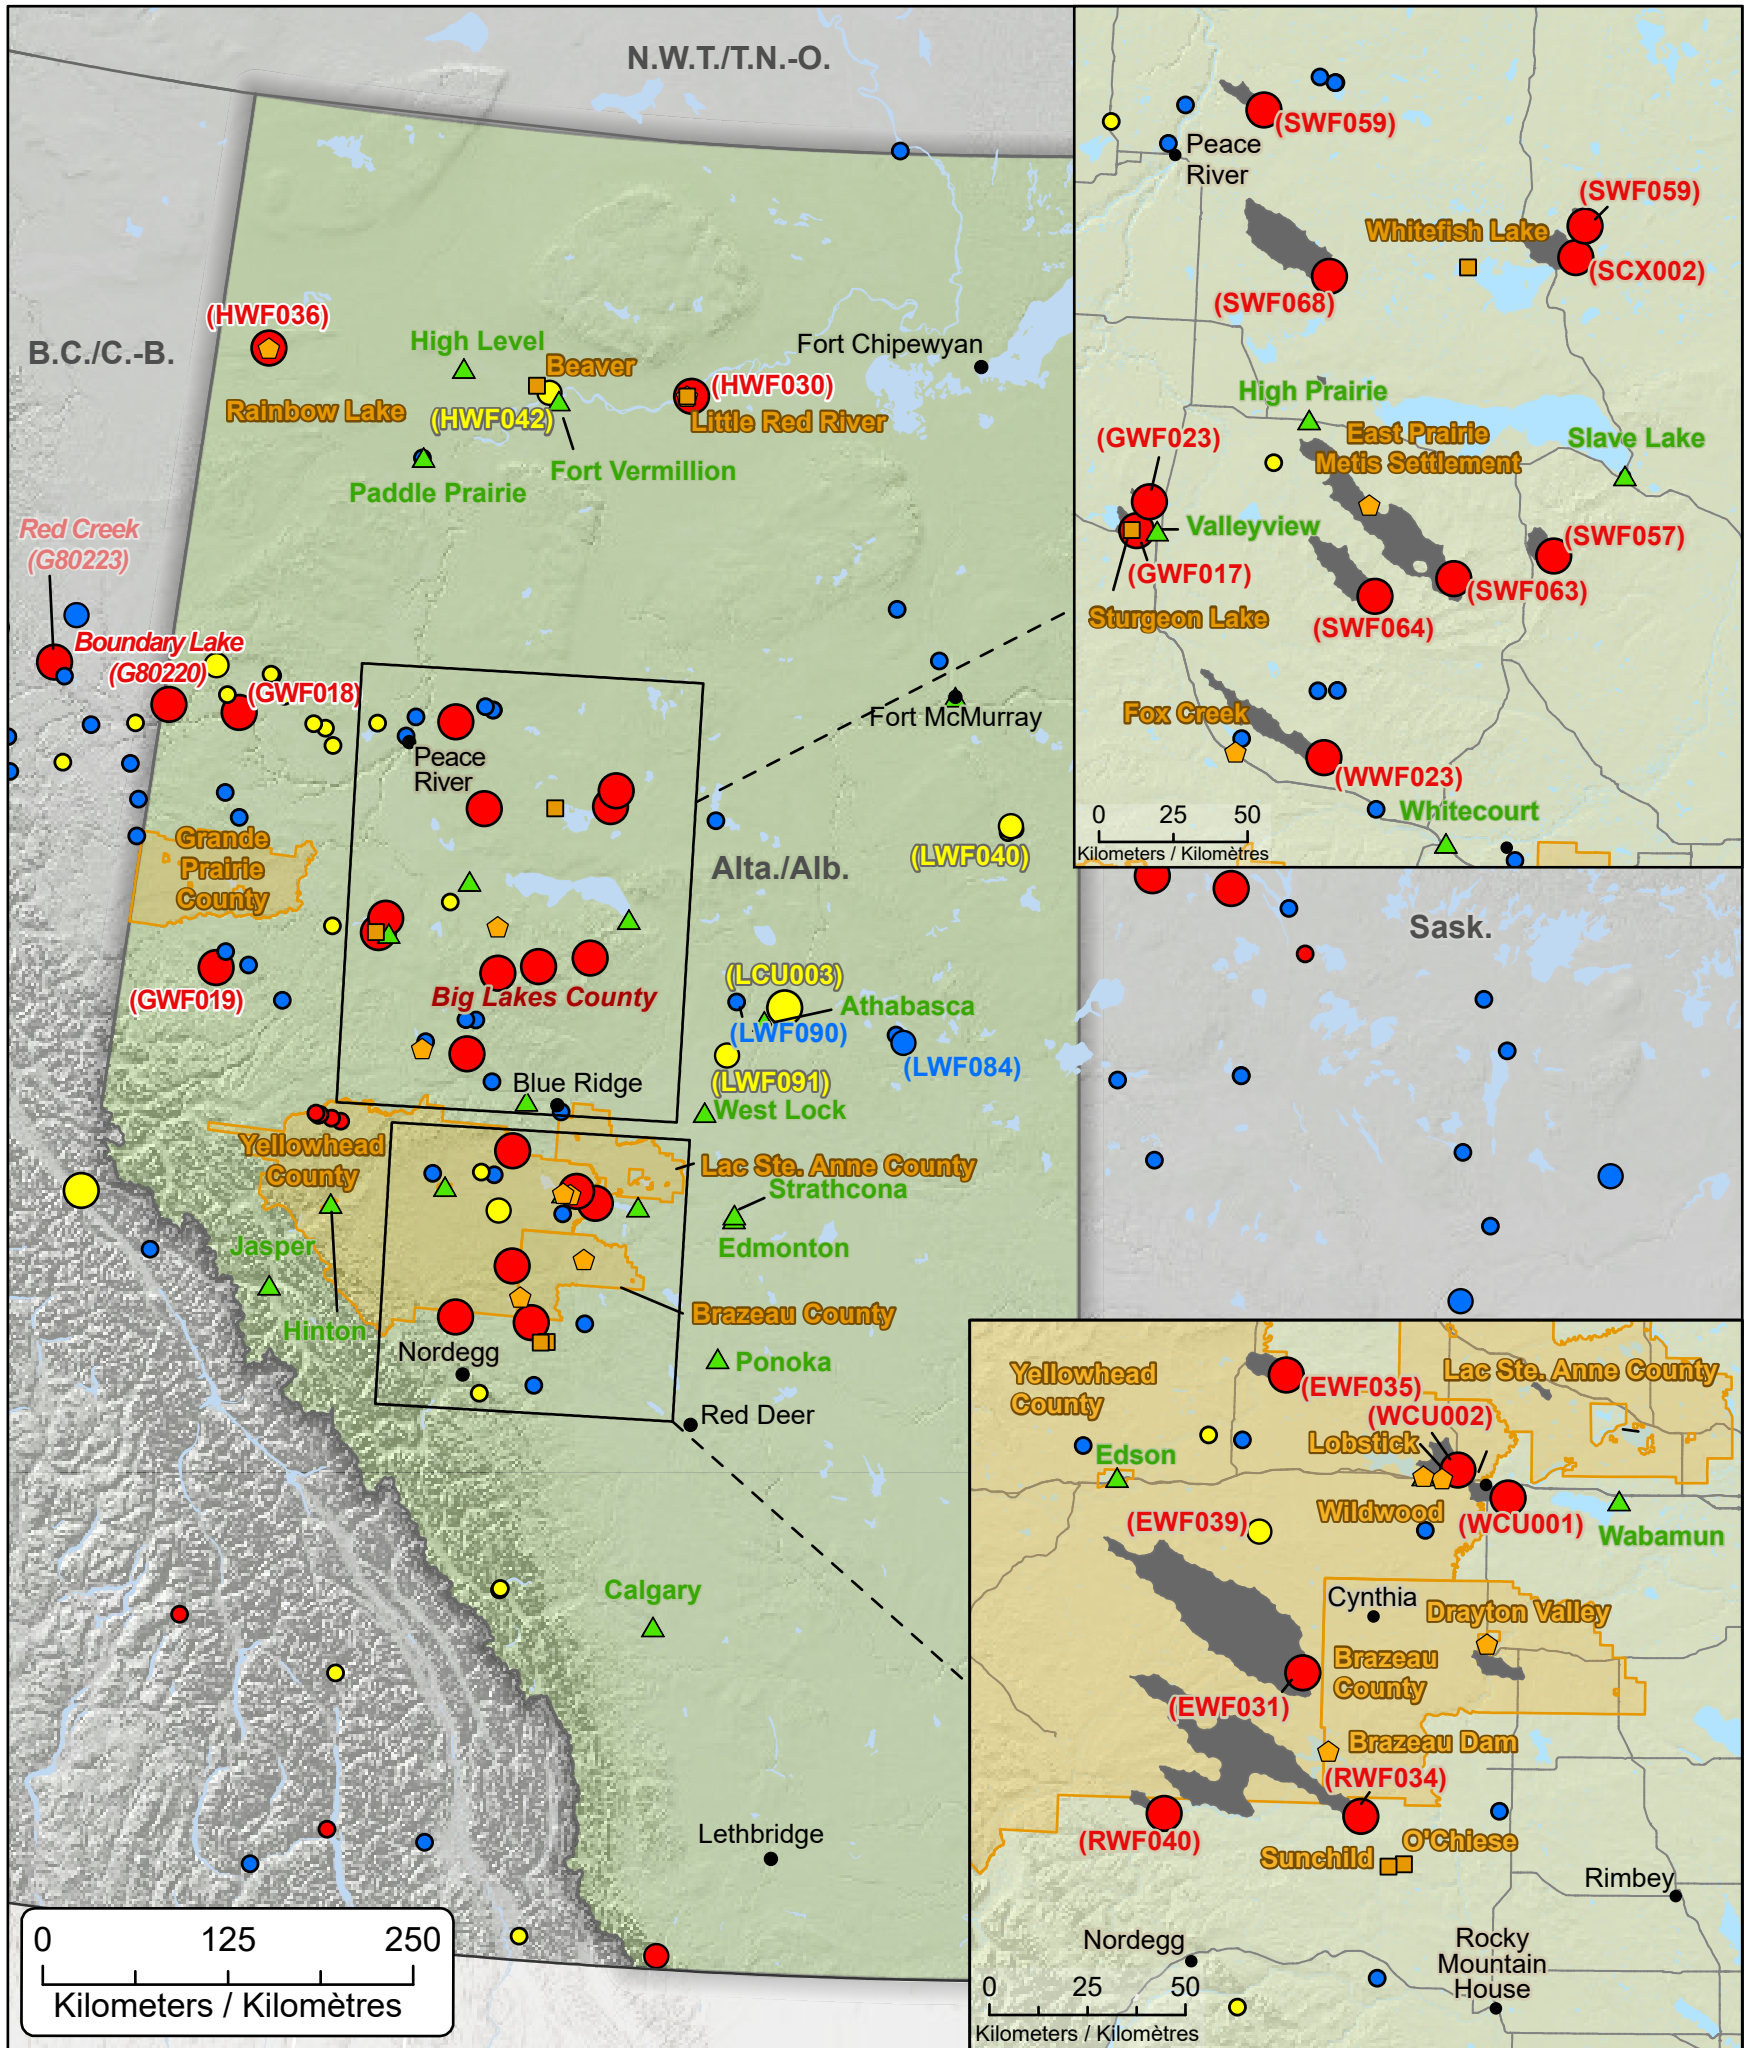 N.W.T./T.N.-O.
B.C./C.-B.
(HWF036)
Rainbow Lake
High Level
Beaver
(HWF042)
Fort Vermillion
Paddle Prairie
Fort Chipewyan
(HWF030)
Little Red River
Red Creek
(G80223)
Boundary Lake
(G80220)
(GWF018)
Peace
River
Fort McMurray
Grande
Prairie
County
Alta./Alb.
(LWF040)
(GWF019)
Big Lakes County
(LCU003)
Athabasca
(LWF090)
(LWF084)
(LWF091)
Blue Ridge
West Lock
Yellowhead
County
Lac Ste. Anne County
Strathcona
Edmonton
Jasper
Hinton
Brazeau County
Nordegg
Ponoka
Red Deer
Calgary
Lethbridge
0 125 250
Kilometers / Kilomètres
Sask.
(SWF059)
Peace
River
(SWF059)
Whitefish Lake
(SCX002)
(SWF068)
High Prairie
(GWF023)
East Prairie
Metis Settlement
Slave Lake
Valleyview
(SWF057)
(GWF017)
(SWF063)
Sturgeon Lake
(SWF064)
Fox Creek
(WWF023)
Whitecourt
0 25 50
Kilometers / Kilomètres
Yellowhead
County
Lac Ste. Anne County
(EWF035)
(WCU002)
Lobstick
Edson
Wildwood
(EWF039)
(WCU001)
Wabamun
Cynthia
Drayton Valley
Brazeau
County
(EWF031)
Brazeau Dam
(RWF034)
(RWF040)
O'Chiese
Sunchild
Rimbey
Nordegg
Rocky
Mountain
House
0 25 50
Kilometers / Kilomètres